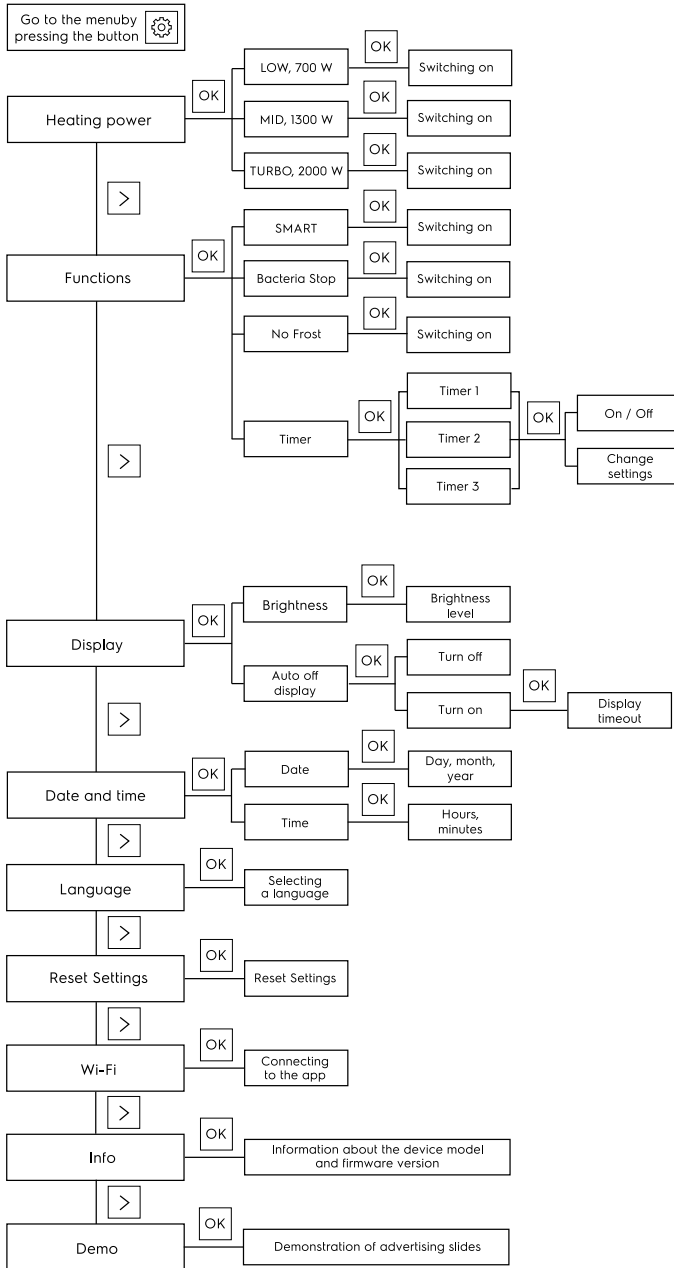 Go to the menuby
pressing the button
OK
LOW, 700 W
Switching on
OK
Heating power
OK
MID, 1300 W
Switching on
OK
TURBO, 2000 W
Switching on
>
OK
SMART
Switching on
OK
Functions
OK
Bacteria Stop
Switching on
OK
No Frost
Switching on
Timer 1
OK
OK
On / Off
Timer
Timer 2
Change
settings
Timer 3
>
OK
Brightness
Brightness
level
OK
Display
Turn off
OK
Auto off
display
OK
Turn on
Display
timeout
>
OK
Date
Day, month,
year
OK
Date and time
OK
Time
Hours,
minutes
>
OK
Language
Selecting
a language
>
OK
Reset Settings
Reset Settings
>
OK
Wi-Fi
Connecting
to the app
>
OK
Info
Information about the device model
and firmware version
>
OK
Demo
Demonstration of advertising slides